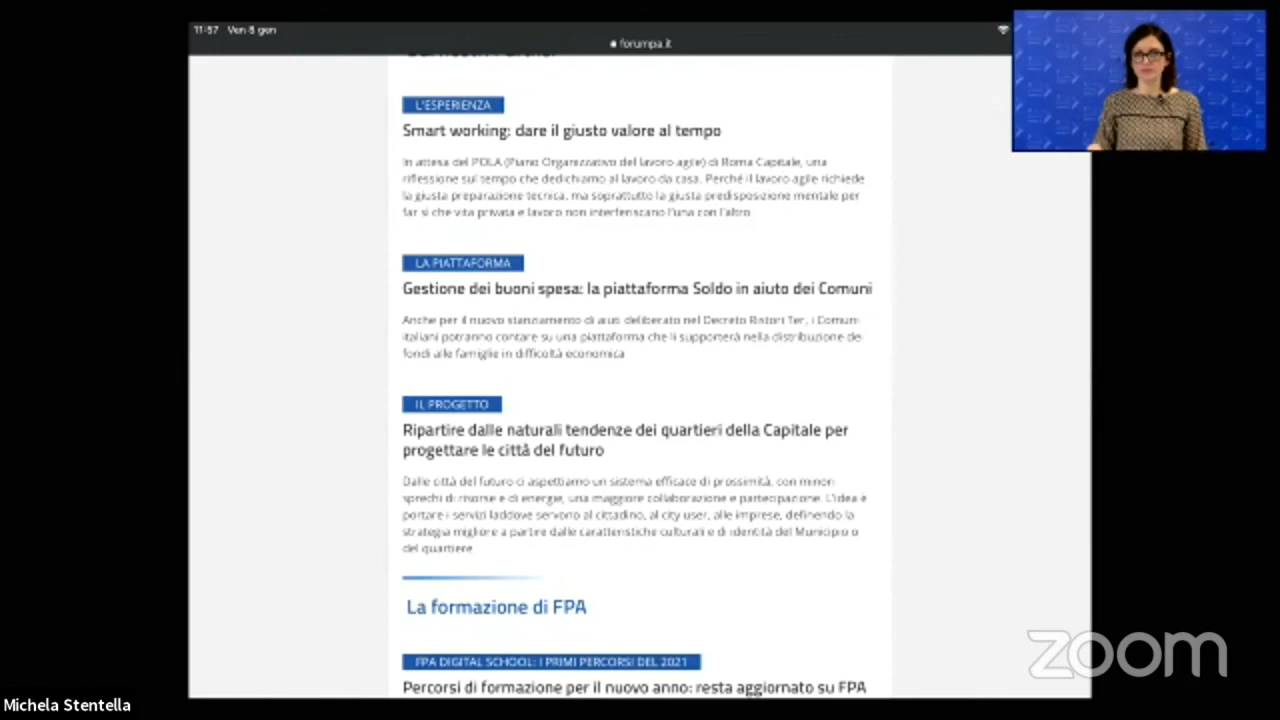 11:57 Ven 8 gen
forumpa.it
L'ESPERIENZA
Smart working: dare il giusto valore al tempo
In attesa del POLA (Piano Organizzativo del lavoro agile) di Roma Capitale, una
riflessione sul tempo che dedichiamo al lavoro da casa. Perché il lavoro agile richiede
la giusta preparazione tecnica, ma soprattutto la giusta predisposizione mentale per
far sì che vita privata e lavoro non interferiscano l'una con l'altro
LA PIATTAFORMA
Gestione dei buoni spesa: la piattaforma Soldo in aiuto dei Comuni
Anche per il nuovo stanziamento di aiuti deliberato nel Decreto Ristori Ter, i Comuni
italiani potranno contare su una piattaforma che li supporterà nella distribuzione dei
fondi alle famiglie in difficoltà economica
IL PROGETTO
Ripartire dalle naturali tendenze dei quartieri della Capitale per
progettare le città del futuro
Dalle città del futuro ci aspettiamo un sistema efficace di prossimità, con minori
sprechi di risorse e di energie, una maggiore collaborazione e partecipazione. L'idea è
portare i servizi laddove servono al cittadino, al city user, alle imprese, definendo la
strategia migliore a partire dalle caratteristiche culturali e di identità del Municipio o
del quartiere
La formazione di FPA
FPA DIGITAL SCHOOL: I PRIMI PERCORSI DEL 2021
Percorsi di formazione per il nuovo anno: resta aggiornato su FPA
zoom
Michela Stentella